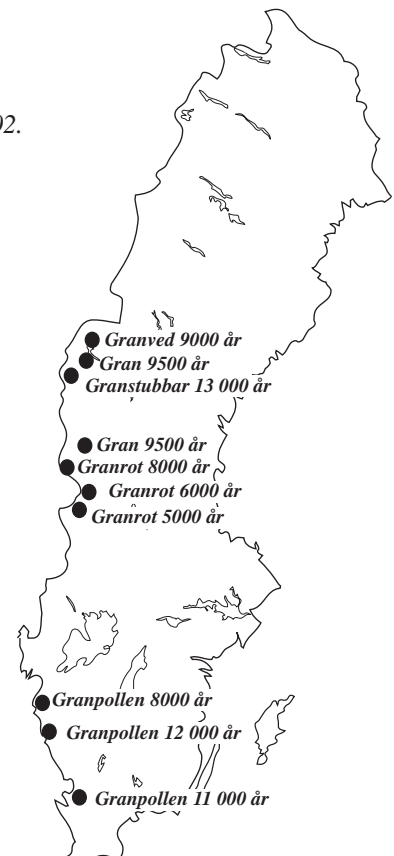 02.
Granved 9000 år
Gran 9500 år
Granstubbar 13 000 år
Gran 9500 år
Granrot 8000 år
Granrot 6000 år
Granrot 5000 år
Granpollen 8000 år
Granpollen 12 000 år
Granpollen 11 000 år